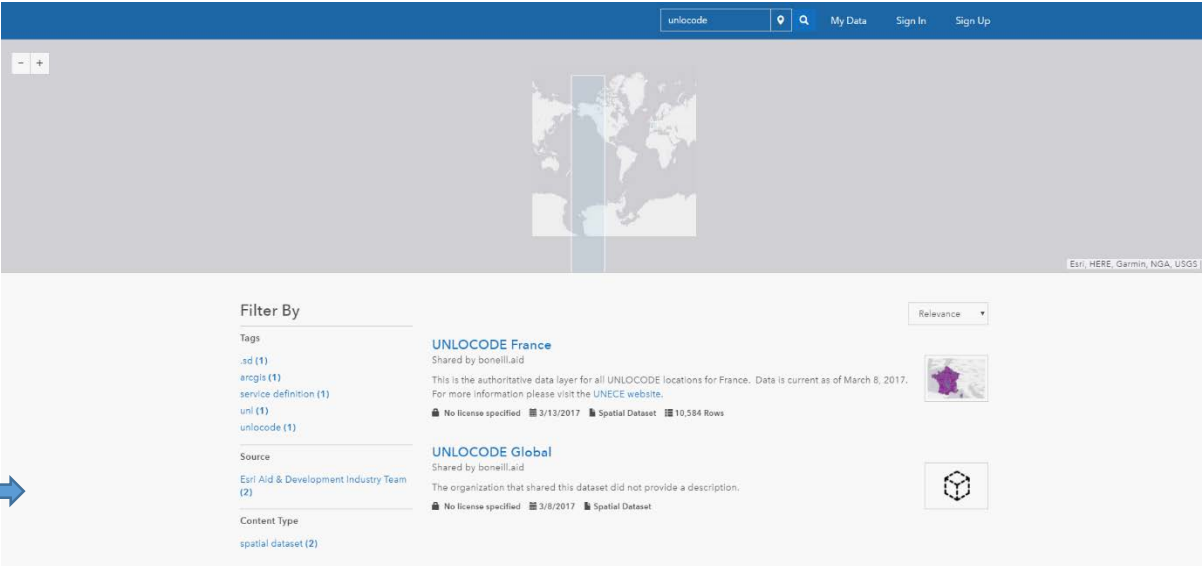 unlocode
My Data
Sign In
Sign Up
- +
Esri, HERE, Garmin, NGA, USGS
Filter By
Relevance
Tags
.sd (1)
arcgis (1)
service definition (1)
unl (1)
unlocode (1)
Source
Esri Aid & Development Industry Team
(2)
Content Type
spatial dataset (2)
UNLOCODE France
Shared by boneill.aid
This is the authoritative data layer for all UNLOCODE locations for France. Data is current as of March 8, 2017.
For more information please visit the UNECE website.
No license specified 3/13/2017 Spatial Dataset 10,584 Rows
UNLOCODE Global
Shared by boneill.aid
The organization that shared this dataset did not provide a description.
No license specified 3/8/2017 Spatial Dataset